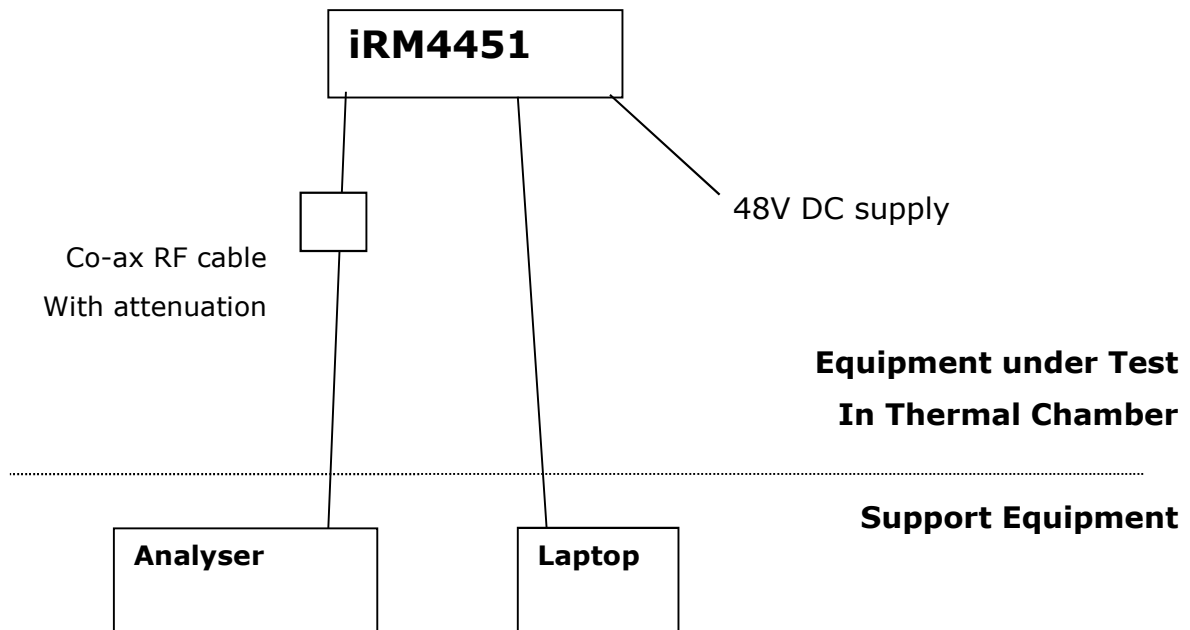 iRM4451
48V DC supply
Co-ax RF cable
With attenuation
Equipment under Test
In Thermal Chamber
Support Equipment
Analyser
Laptop